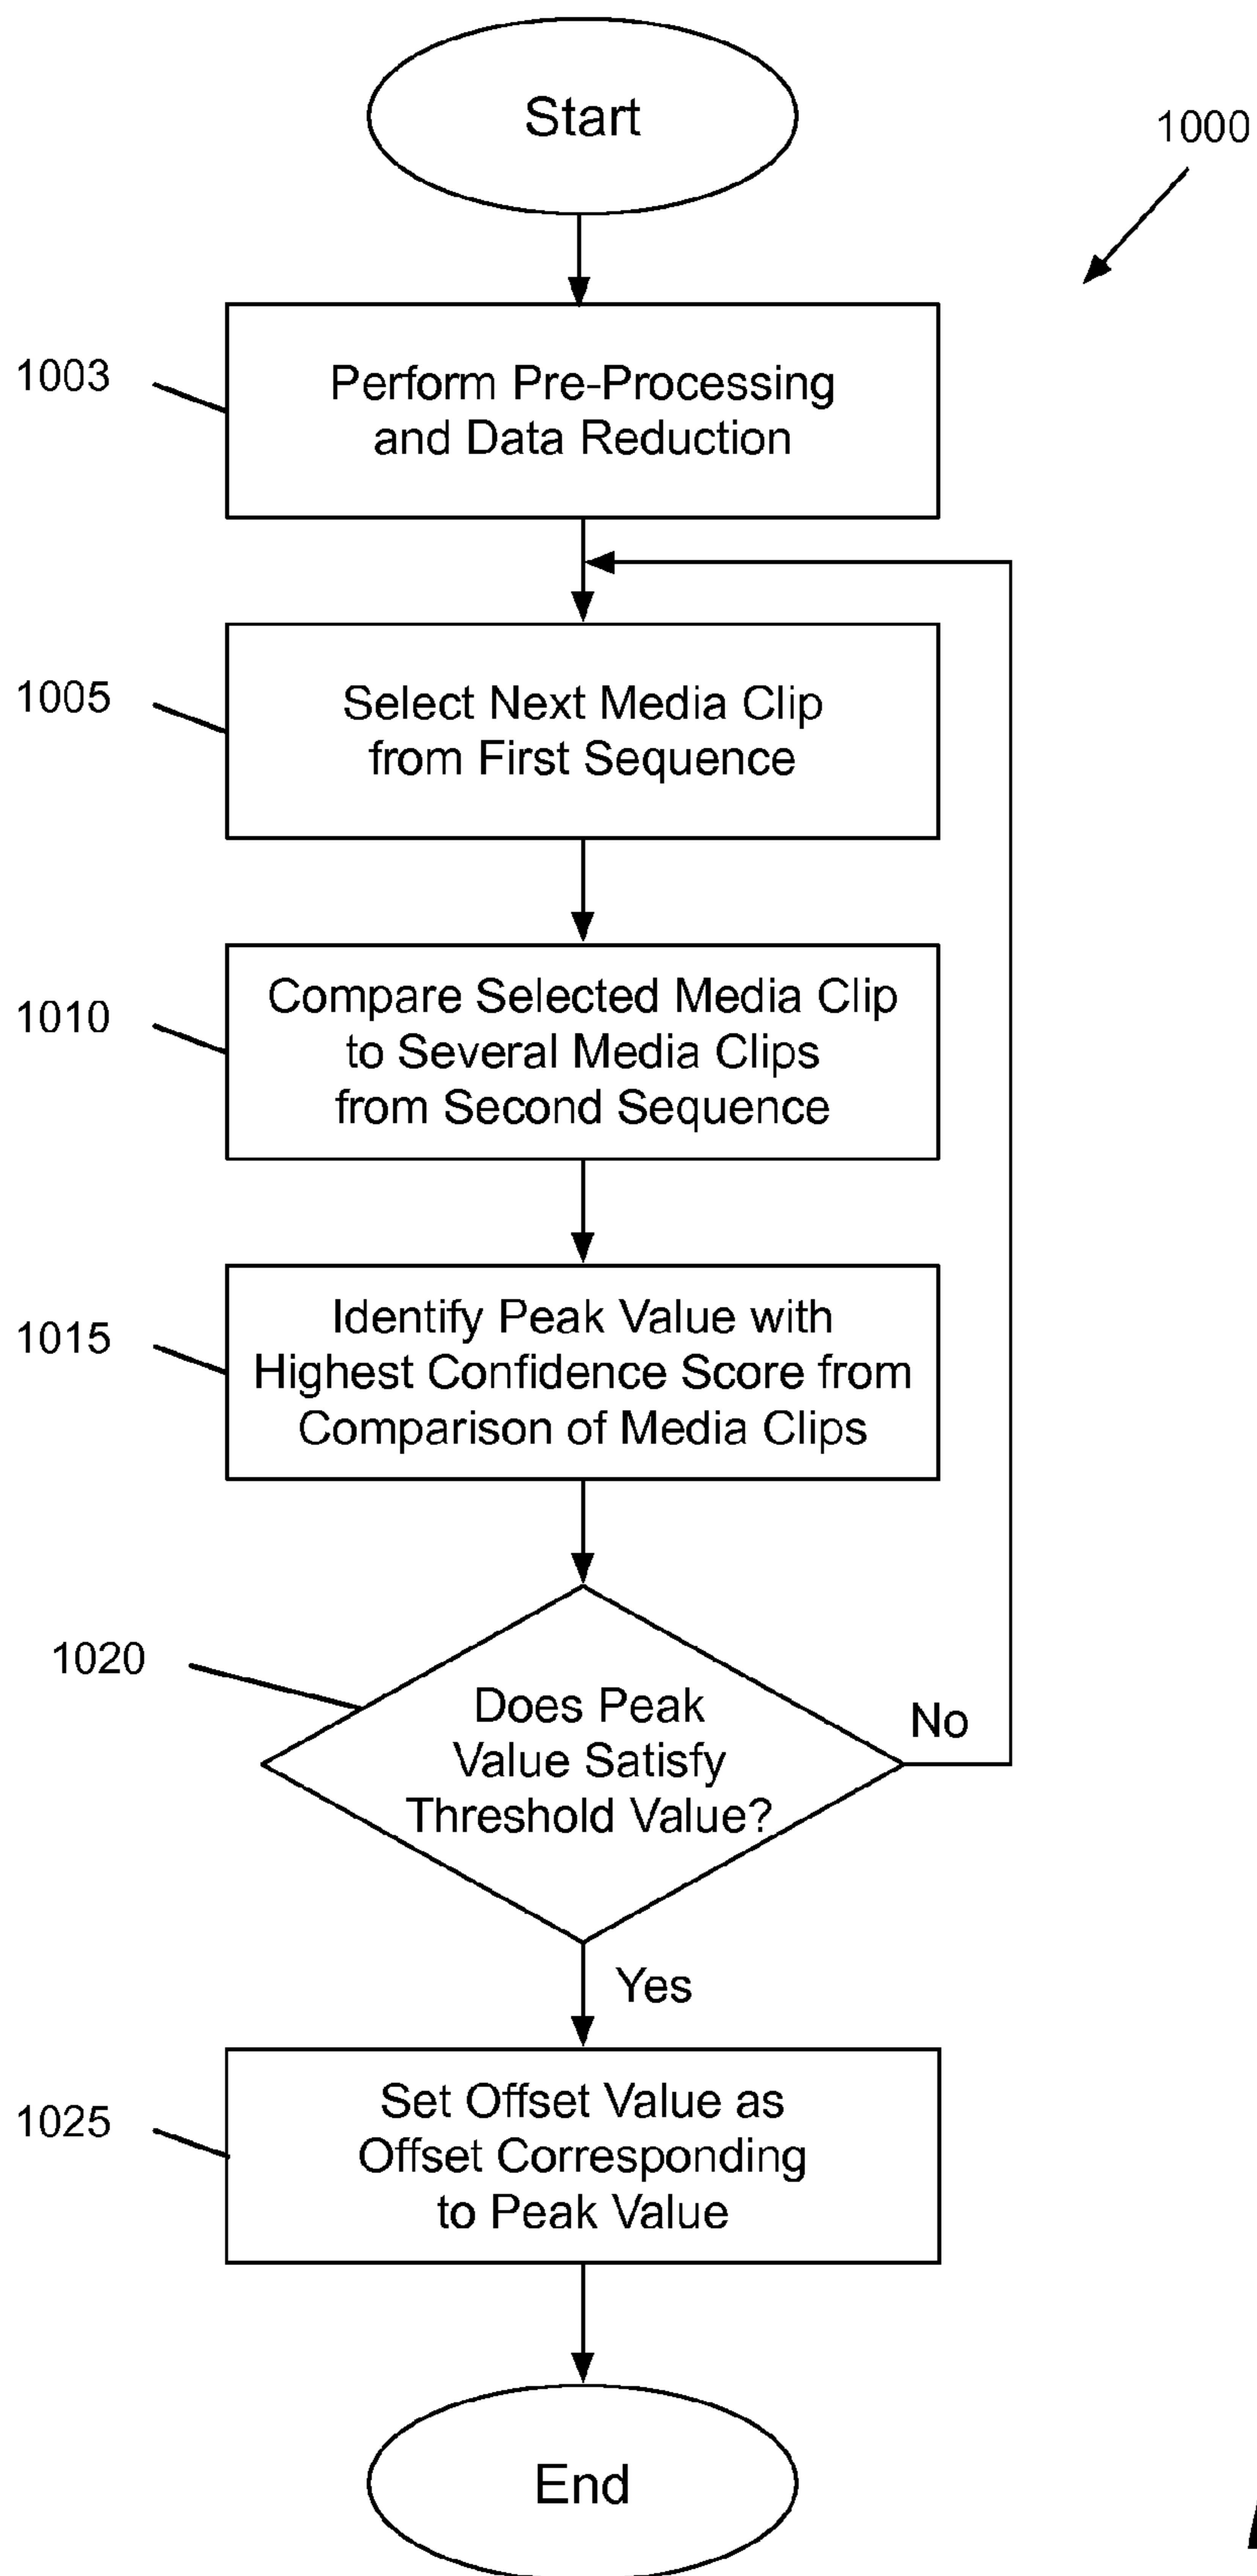 Start
1000
1003
Perform Pre-Processing
and Data Reduction
1005
Select Next Media Clip
from First Sequence
1010
Compare Selected Media Clip
to Several Media Clips
from Second Sequence
1015
Identify Peak Value with
Highest Confidence Score from
Comparison of Media Clips
1020
Does Peak
Value Satisfy
Threshold Value?
No
Yes
1025
Set Offset Value as
Offset Corresponding
to Peak Value
End